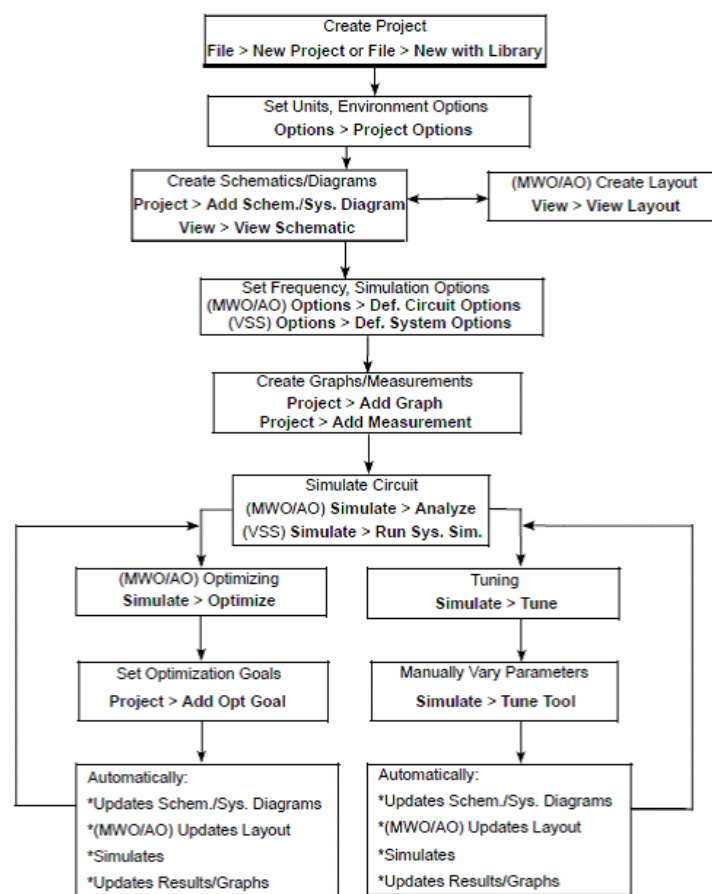 Create Project
File > New Project or File > New with Library
Set Units, Environment Options
Options > Project Options
Create Schematics/Diagrams
Project > Add Schem./Sys. Diagram
View > View Schematic
(MWO/AO) Create Layout
View > View Layout
Set Frequency, Simulation Options
(MWO/AO) Options > Def. Circuit Options
(VSS) Options > Def. System Options
Create Graphs/Measurements
Project > Add Graph
Project > Add Measurement
Simulate Circuit
(MWO/AO) Simulate > Analyze
(VSS) Simulate > Run Sys. Sim.
(MWO/AO) Optimizing
Simulate > Optimize
Tuning
Simulate > Tune
Set Optimization Goals
Project > Add Opt Goal
Manually Vary Parameters
Simulate > Tune Tool
Automatically:
*Updates Schem./Sys. Diagrams
*(MWO/AO) Updates Layout
*Simulates
*Updates Results/Graphs
Automatically:
*Updates Schem./Sys. Diagrams
*(MWO/AO) Updates Layout
*Simulates
*Updates Results/Graphs